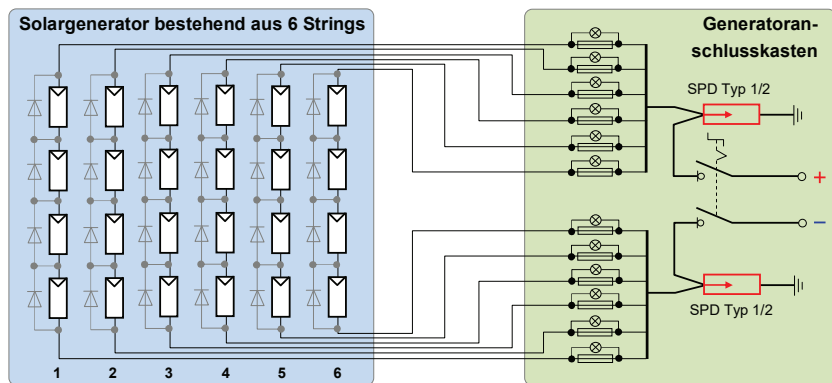 Solargenerator bestehend aus 6 Strings
Generatoran-
schlusskasten
SPD Typ 1/2
+
−
SPD Typ 1/2
1 2 3 4 5 6